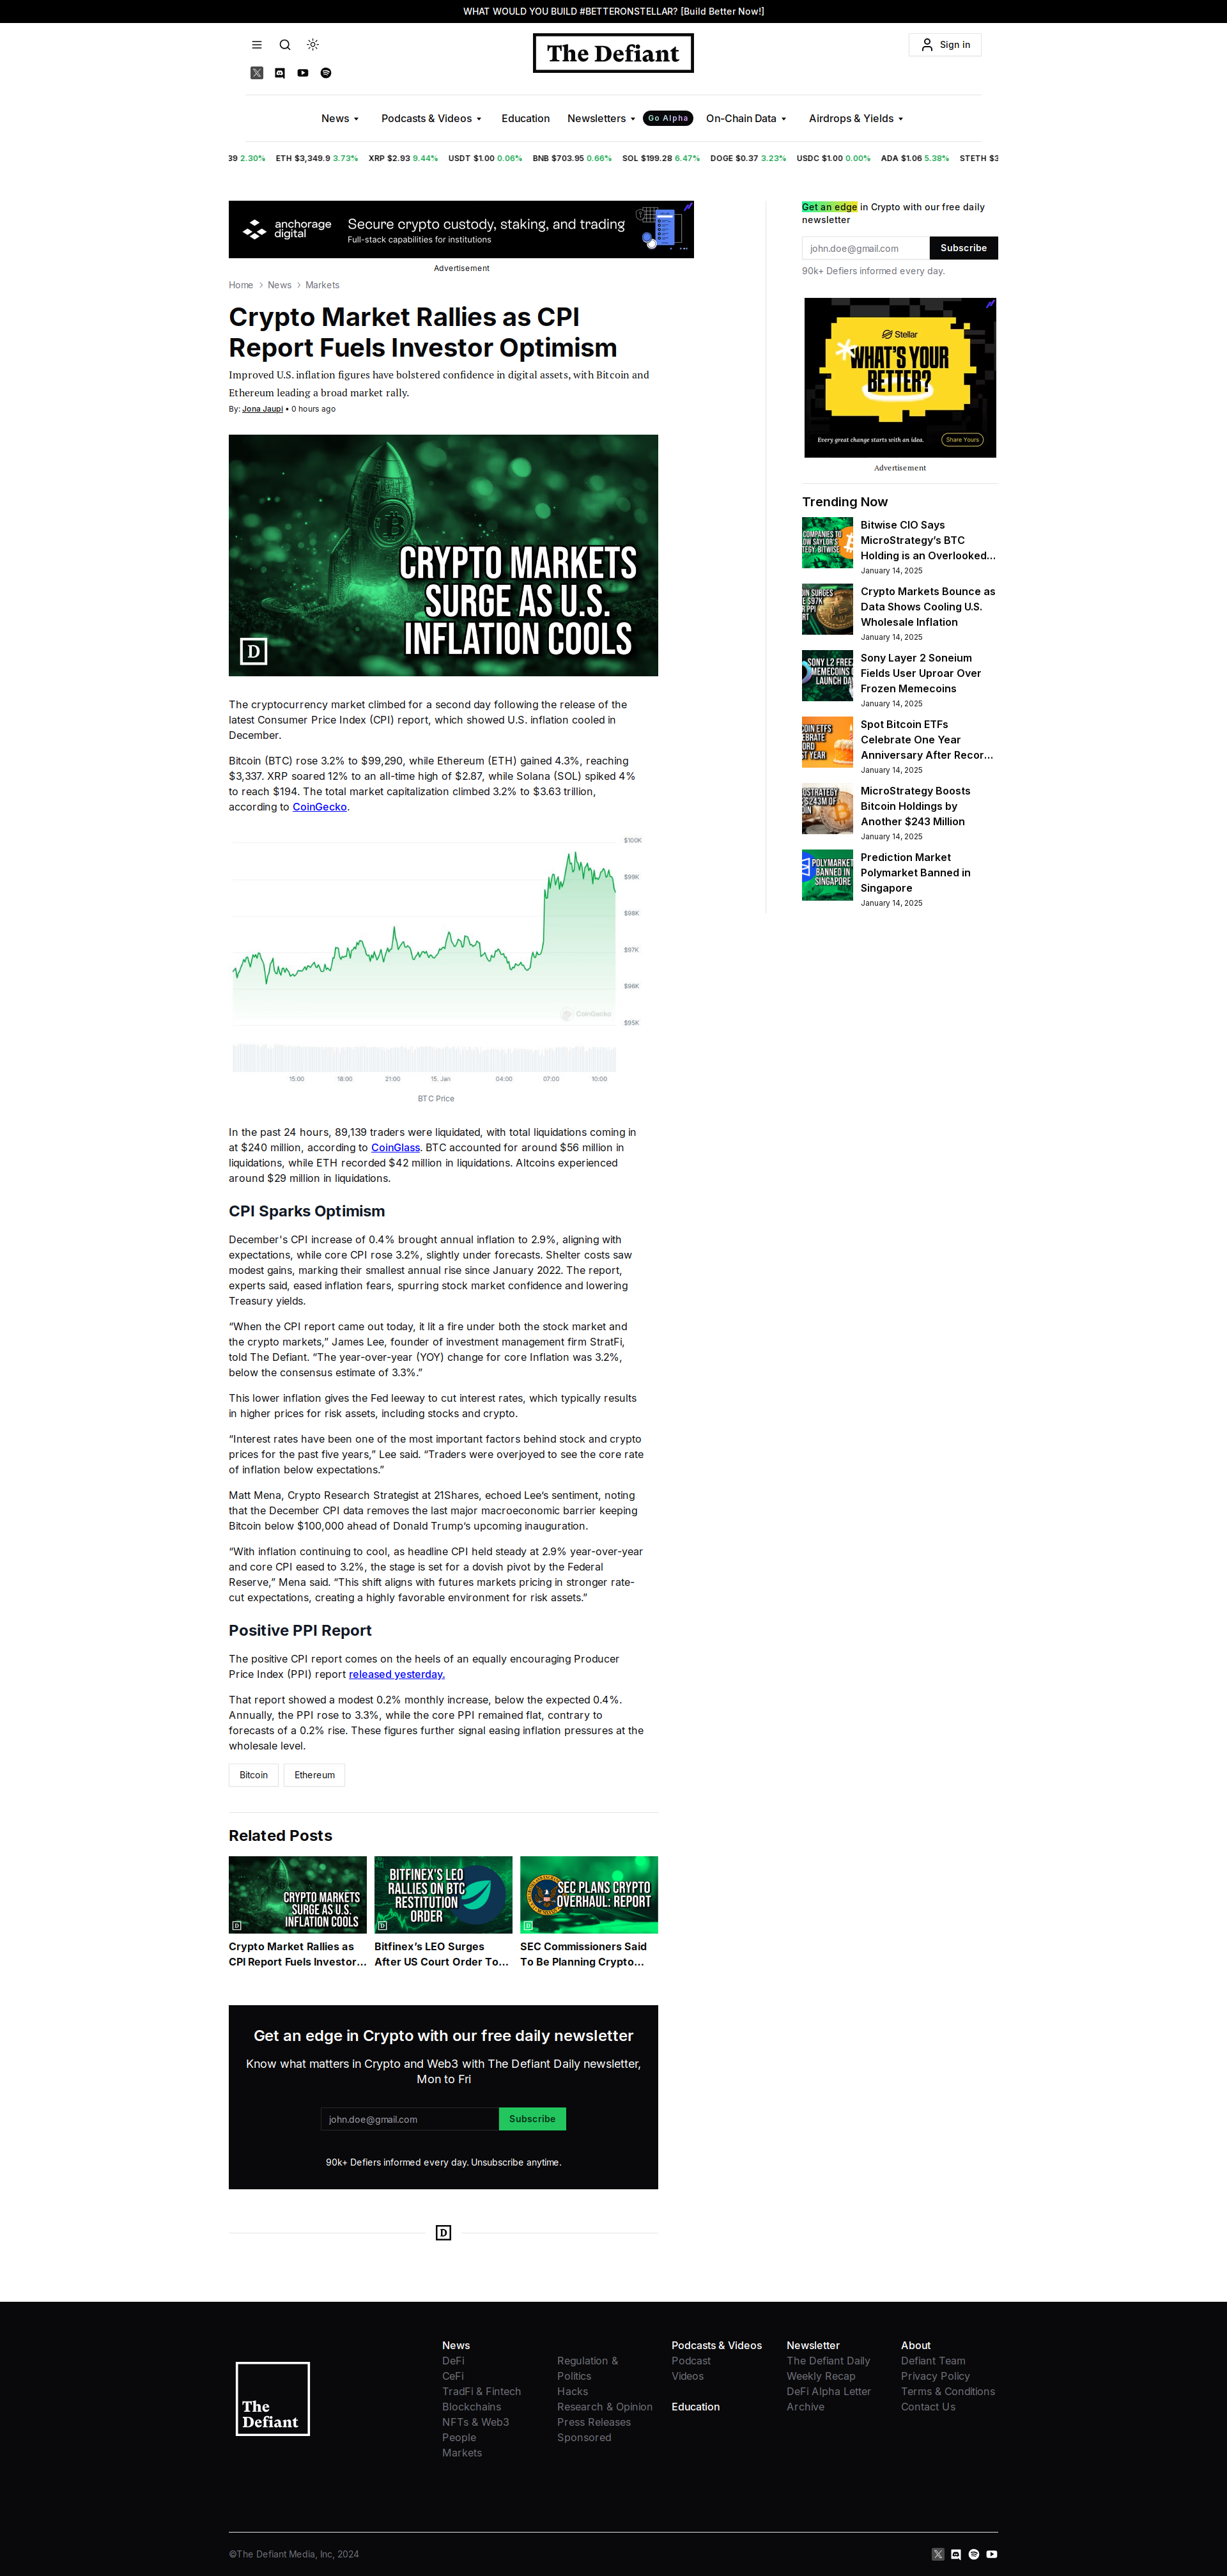 WHAT WOULD YOU BUILD #BETTERONSTELLAR? [Build Better Now!]
The Defiant
Sign in
News
Podcasts & Videos
Education
Newsletters
Go Alpha
On-Chain Data
Airdrops & Yields
39 2.30% ETH $3,349.9 3.73% XRP $2.93 9.44% USDT $1.00 0.06% BNB $703.95 0.66% SOL $199.28 6.47% DOGE $0.37 3.23% USDC $1.00 0.00% ADA $1.06 5.38% STETH $3
anchorage digital
Secure crypto custody, staking, and trading
Full-stack capabilities for institutions
Advertisement
Home > News > Markets
Crypto Market Rallies as CPI
Report Fuels Investor Optimism
Improved U.S. inflation figures have bolstered confidence in digital assets, with Bitcoin and
Ethereum leading a broad market rally.
By: Jona Jaupi • 0 hours ago
CRYPTO MARKETS
SURGE AS U.S.
INFLATION COOLS
D
The cryptocurrency market climbed for a second day following the release of the
latest Consumer Price Index (CPI) report, which showed U.S. inflation cooled in
December.
Bitcoin (BTC) rose 3.2% to $99,290, while Ethereum (ETH) gained 4.3%, reaching
$3,337. XRP soared 12% to an all-time high of $2.87, while Solana (SOL) spiked 4%
to reach $194. The total market capitalization climbed 3.2% to $3.63 trillion,
according to CoinGecko.
$100K
$99K
$98K
$97K
$96K
$95K
CoinGecko
15:00 18:00 21:00 15. Jan 04:00 07:00 10:00
BTC Price
In the past 24 hours, 89,139 traders were liquidated, with total liquidations coming in
at $240 million, according to CoinGlass. BTC accounted for around $56 million in
liquidations, while ETH recorded $42 million in liquidations. Altcoins experienced
around $29 million in liquidations.
CPI Sparks Optimism
December's CPI increase of 0.4% brought annual inflation to 2.9%, aligning with
expectations, while core CPI rose 3.2%, slightly under forecasts. Shelter costs saw
modest gains, marking their smallest annual rise since January 2022. The report,
experts said, eased inflation fears, spurring stock market confidence and lowering
Treasury yields.
“When the CPI report came out today, it lit a fire under both the stock market and
the crypto markets,” James Lee, founder of investment management firm StratFi,
told The Defiant. “The year-over-year (YOY) change for core Inflation was 3.2%,
below the consensus estimate of 3.3%.”
This lower inflation gives the Fed leeway to cut interest rates, which typically results
in higher prices for risk assets, including stocks and crypto.
“Interest rates have been one of the most important factors behind stock and crypto
prices for the past five years,” Lee said. “Traders were overjoyed to see the core rate
of inflation below expectations.”
Matt Mena, Crypto Research Strategist at 21Shares, echoed Lee’s sentiment, noting
that the December CPI data removes the last major macroeconomic barrier keeping
Bitcoin below $100,000 ahead of Donald Trump’s upcoming inauguration.
“With inflation continuing to cool, as headline CPI held steady at 2.9% year-over-year
and core CPI eased to 3.2%, the stage is set for a dovish pivot by the Federal
Reserve,” Mena said. “This shift aligns with futures markets pricing in stronger rate-
cut expectations, creating a highly favorable environment for risk assets.”
Positive PPI Report
The positive CPI report comes on the heels of an equally encouraging Producer
Price Index (PPI) report released yesterday.
That report showed a modest 0.2% monthly increase, below the expected 0.4%.
Annually, the PPI rose to 3.3%, while the core PPI remained flat, contrary to
forecasts of a 0.2% rise. These figures further signal easing inflation pressures at the
wholesale level.
Bitcoin
Ethereum
Related Posts
CRYPTO MARKETS
SURGE AS U.S.
INFLATION COOLS
D
Crypto Market Rallies as
CPI Report Fuels Investor…
BITFINEX'S LEO
RALLIES ON BTC
RESTITUTION
ORDER
D
Bitfinex’s LEO Surges
After US Court Order To…
SEC PLANS CRYPTO
OVERHAUL: REPORT
D
SEC Commissioners Said
To Be Planning Crypto…
Get an edge in Crypto with our free daily newsletter
Know what matters in Crypto and Web3 with The Defiant Daily newsletter,
Mon to Fri
john.doe@gmail.com
Subscribe
90k+ Defiers informed every day. Unsubscribe anytime.
D
Get an edge in Crypto with our free daily
newsletter
john.doe@gmail.com
Subscribe
90k+ Defiers informed every day.
Stellar
WHAT'S YOUR
BETTER?
Every great change starts with an idea.
Share Yours
Advertisement
Trending Now
Bitwise CIO Says
MicroStrategy’s BTC
Holding is an Overlooked…
January 14, 2025
Crypto Markets Bounce as
Data Shows Cooling U.S.
Wholesale Inflation
January 14, 2025
Sony Layer 2 Soneium
Fields User Uproar Over
Frozen Memecoins
January 14, 2025
Spot Bitcoin ETFs
Celebrate One Year
Anniversary After Recor…
January 14, 2025
MicroStrategy Boosts
Bitcoin Holdings by
Another $243 Million
January 14, 2025
POLYMARKET
BANNED IN
SINGAPORE
Prediction Market
Polymarket Banned in
Singapore
January 14, 2025
The
Defiant
News
DeFi
CeFi
TradFi & Fintech
Blockchains
NFTs & Web3
People
Markets
Regulation &
Politics
Hacks
Research & Opinion
Press Releases
Sponsored
Podcasts & Videos
Podcast
Videos
Education
Newsletter
The Defiant Daily
Weekly Recap
DeFi Alpha Letter
Archive
About
Defiant Team
Privacy Policy
Terms & Conditions
Contact Us
©The Defiant Media, Inc, 2024